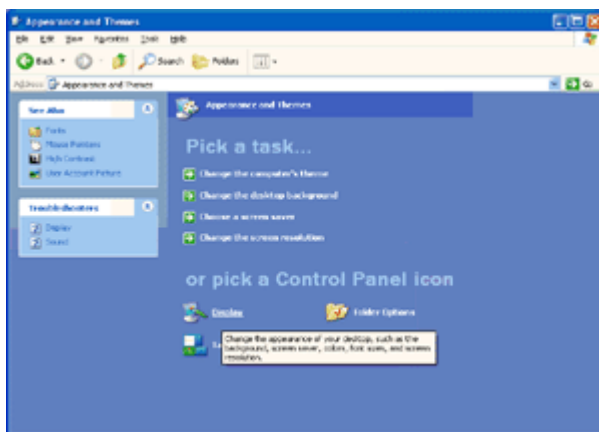 Appearance and Themes
File Edit View Favorites Tools Help
Back Search Folders
Address Appearance and Themes
See Also
Fonts
Mouse Pointers
High Contrast
User Account Picture
Troubleshooters
Display
Sound
Appearance and Themes
Pick a task...
Change the computer's theme
Change the desktop background
Choose a screen saver
Change the screen resolution
or pick a Control Panel icon
Display Folder Options
Change the appearance of your desktop, such as the
background, screen saver, colors, font sizes, and screen
resolution.